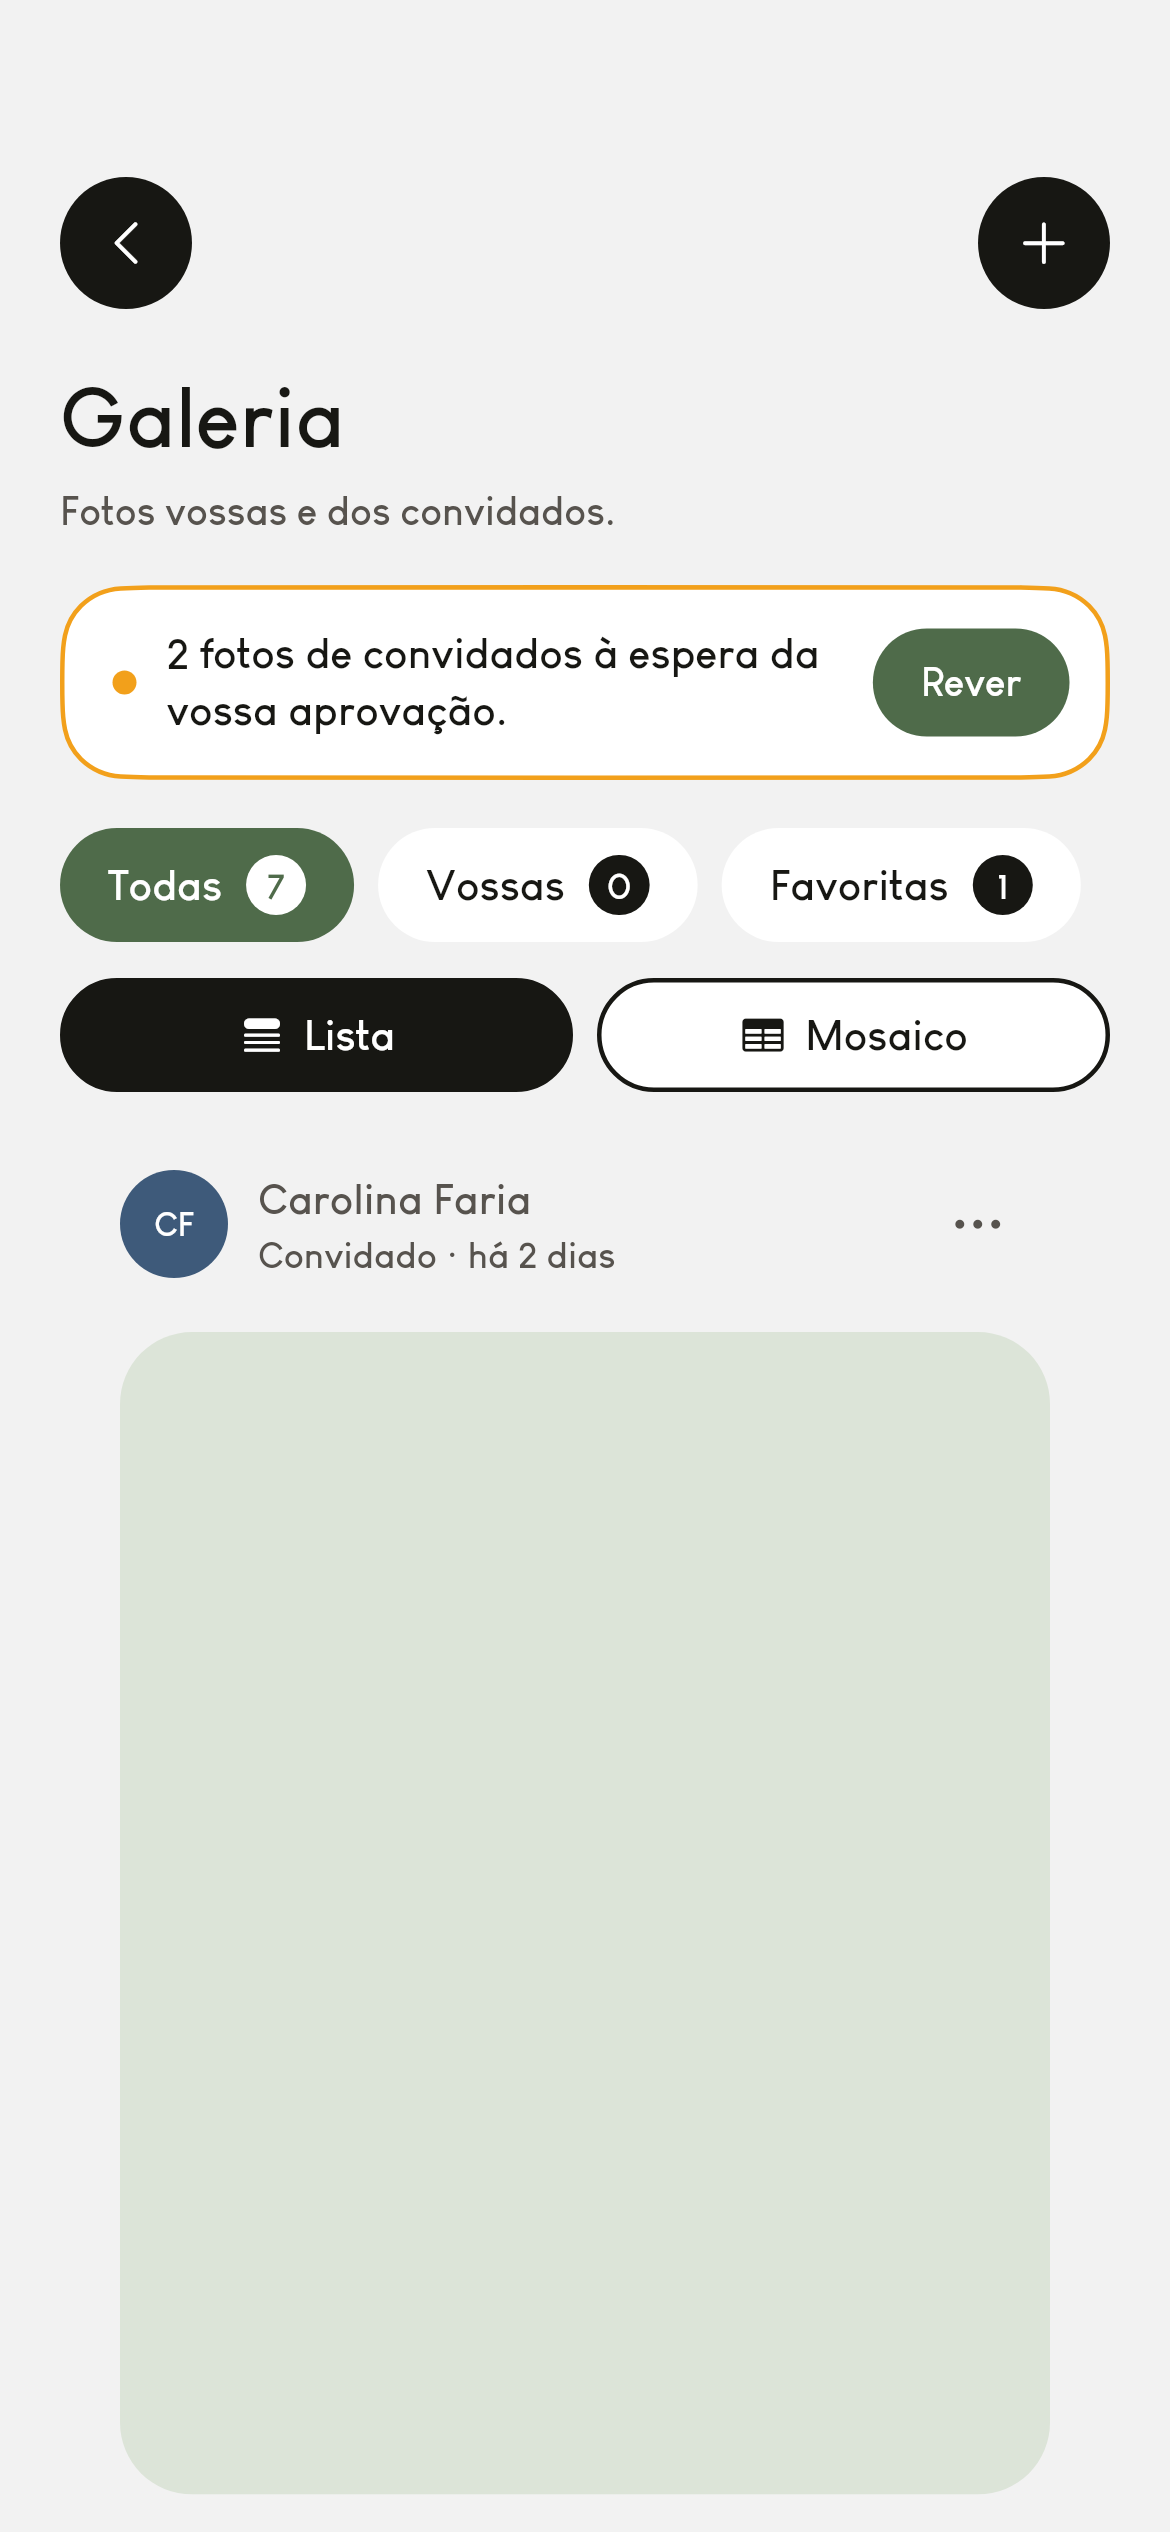 Galeria
Fotos vossas e dos convidados.
2 fotos de convidados à espera da
vossa aprovação.
Rever
Todas 7
Vossas 0
Favoritas 1
Lista
Mosaico
CF
Carolina Faria
Convidado · há 2 dias